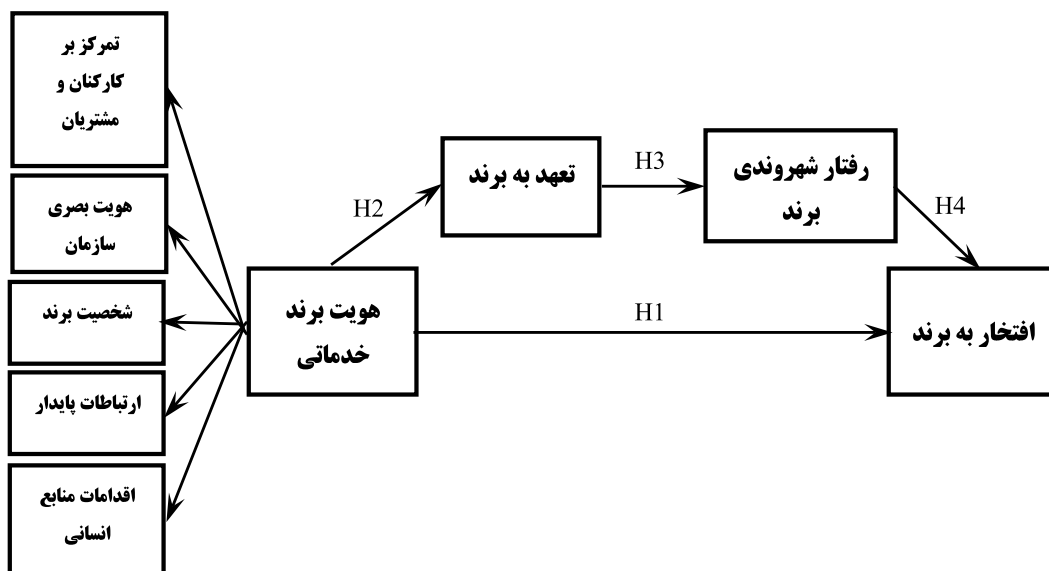 تمرکز بر
کارکنان و
مشتریان
هویت بصری
سازمان
شخصیت برند
ارتباطات پایدار
اقدامات منابع
انسانی
هویت برند
خدماتی
H2
تعهد به برند
H3
رفتار شهروندی
برند
H4
H1
افتخار به برند